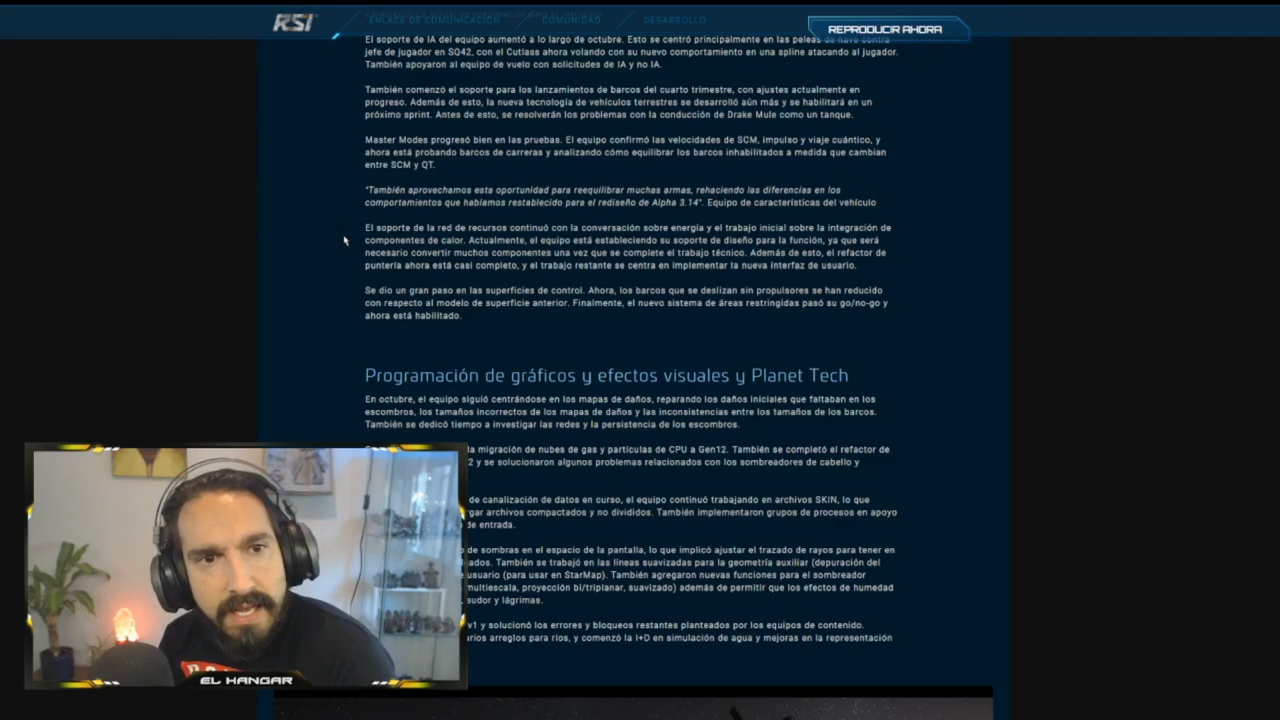 RSI
ENLACE DE COMUNICACIÓN
COMUNIDAD
DESARROLLO
REPRODUCIR AHORA
El soporte de IA del equipo aumentó a lo largo de octubre. Esto se centró principalmente en las peleas de nave contra
jefe de jugador en SQ42, con el Cutlass ahora volando con su nuevo comportamiento en una spline atacando al jugador.
También apoyaron al equipo de vuelo con solicitudes de IA y no IA.
También comenzó el soporte para los lanzamientos de barcos del cuarto trimestre, con ajustes actualmente en
progreso. Además de esto, la nueva tecnología de vehículos terrestres se desarrolló aún más y se habilitará en un
próximo sprint. Antes de esto, se resolverán los problemas con la conducción de Drake Mule como un tanque.
Master Modes progresó bien en las pruebas. El equipo confirmó las velocidades de SCM, impulso y viaje cuántico, y
ahora está probando barcos de carreras y analizando cómo equilibrar los barcos inhabilitados a medida que cambian
entre SCM y QT.
"También aprovechamos esta oportunidad para reequilibrar muchas armas, rehaciendo las diferencias en los
comportamientos que habíamos restablecido para el rediseño de Alpha 3.14". Equipo de características del vehículo
El soporte de la red de recursos continuó con la conversación sobre energía y el trabajo inicial sobre la integración de
componentes de calor. Actualmente, el equipo está estableciendo su soporte de diseño para la función, ya que será
necesario convertir muchos componentes una vez que se complete el trabajo técnico. Además de esto, el refactor de
puntería ahora está casi completo, y el trabajo restante se centra en implementar la nueva interfaz de usuario.
Se dio un gran paso en las superficies de control. Ahora, los barcos que se deslizan sin propulsores se han reducido
con respecto al modelo de superficie anterior. Finalmente, el nuevo sistema de áreas restringidas pasó su go/no-go y
ahora está habilitado.
Programación de gráficos y efectos visuales y Planet Tech
En octubre, el equipo siguió centrándose en los mapas de daños, reparando los daños iniciales que faltaban en los
escombros, los tamaños incorrectos de los mapas de daños y las inconsistencias entre los tamaños de los barcos.
También se dedicó tiempo a investigar las redes y la persistencia de los escombros.
la migración de nubes de gas y partículas de CPU a Gen12. También se completó el refactor de
2 y se solucionaron algunos problemas relacionados con los sombreadores de cabello y
de canalización de datos en curso, el equipo continuó trabajando en archivos SKIN, lo que
gar archivos compactados y no divididos. También implementaron grupos de procesos en apoyo
de entrada.
de sombras en el espacio de la pantalla, lo que implicó ajustar el trazado de rayos para tener en
ados. También se trabajó en las líneas suavizadas para la geometría auxiliar (depuración del
usuario (para usar en StarMap). También agregaron nuevas funciones para el sombreador
multiescala, proyección bi/triplanar, suavizado) además de permitir que los efectos de humedad
sudor y lágrimas.
v1 y solucionó los errores y bloqueos restantes planteados por los equipos de contenido.
arios arreglos para ríos, y comenzó la I+D en simulación de agua y mejoras en la representación
EL HANGAR